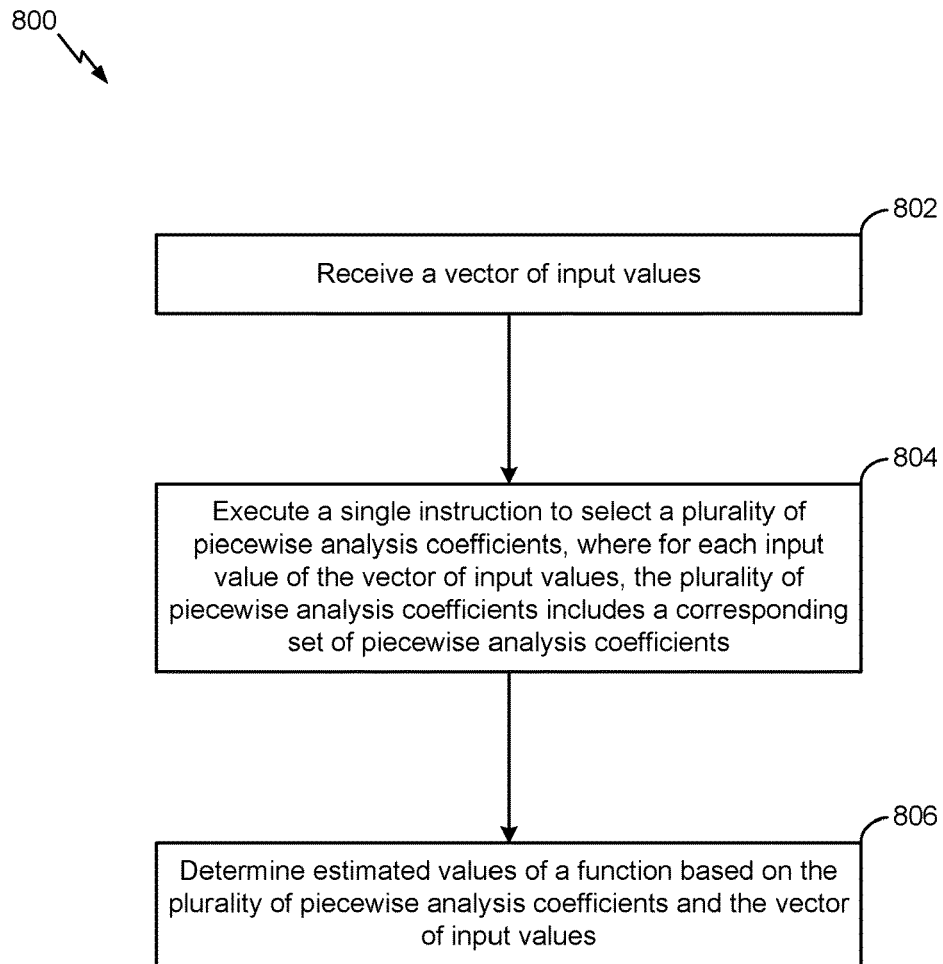 800
802
Receive a vector of input values
804
Execute a single instruction to select a plurality of
piecewise analysis coefficients, where for each input
value of the vector of input values, the plurality of
piecewise analysis coefficients includes a corresponding
set of piecewise analysis coefficients
806
Determine estimated values of a function based on the
plurality of piecewise analysis coefficients and the vector
of input values